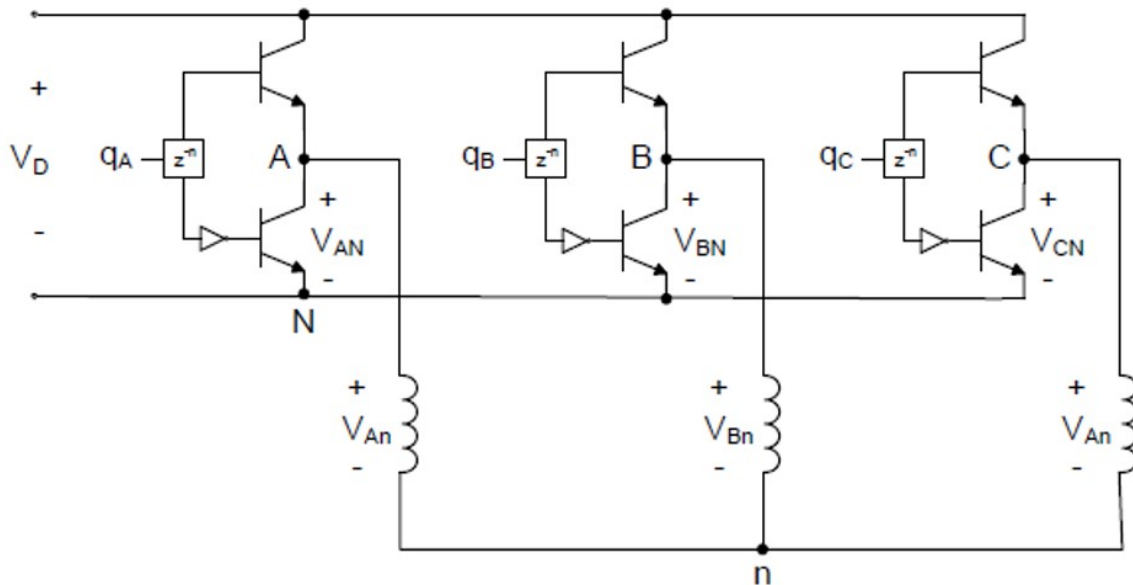 +
V_D
-
q_A
z⁻ⁿ
A
+
V_AN
-
N
q_B
z⁻ⁿ
B
+
V_BN
-
q_C
z⁻ⁿ
C
+
V_CN
-
+
V_An
-
+
V_Bn
-
+
V_An
-
n